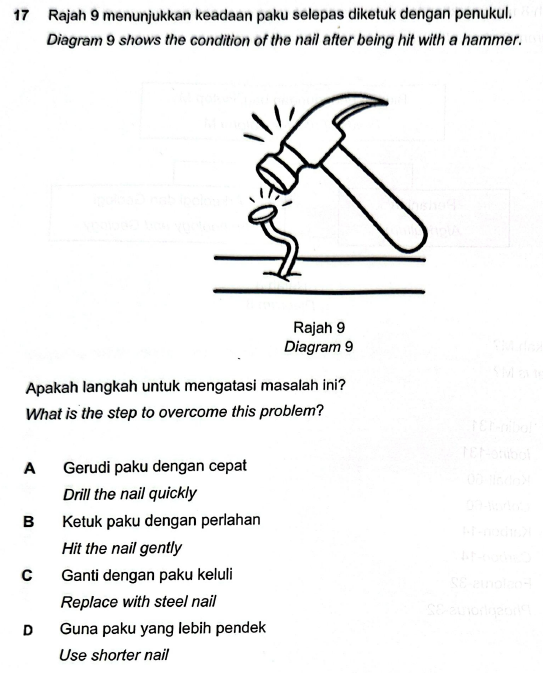 17 Rajah 9 menunjukkan keadaan paku selepas diketuk dengan penukul.
Diagram 9 shows the condition of the nail after being hit with a hammer.
Rajah 9
Diagram 9
Apakah langkah untuk mengatasi masalah ini?
What is the step to overcome this problem?
A Gerudi paku dengan cepat
Drill the nail quickly
B Ketuk paku dengan perlahan
Hit the nail gently
C Ganti dengan paku keluli
Replace with steel nail
D Guna paku yang lebih pendek
Use shorter nail